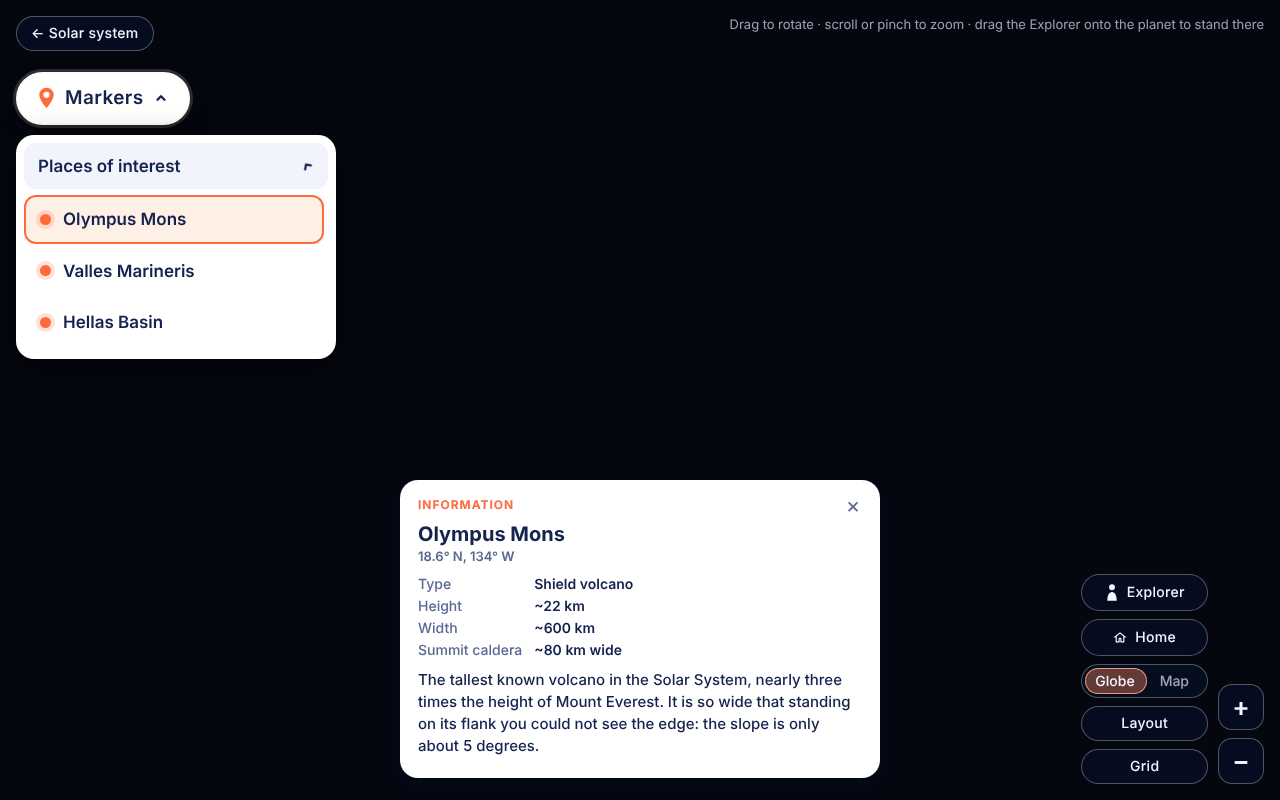 ← Solar system
Drag to rotate · scroll or pinch to zoom · drag the Explorer onto the planet to stand there
Markers
Places of interest
Olympus Mons
Valles Marineris
Hellas Basin
INFORMATION
Olympus Mons
18.6° N, 134° W
Type Shield volcano
Height ~22 km
Width ~600 km
Summit caldera ~80 km wide
The tallest known volcano in the Solar System, nearly three
times the height of Mount Everest. It is so wide that standing
on its flank you could not see the edge: the slope is only
about 5 degrees.
Explorer
Home
Globe Map
Layout
Grid
+
−